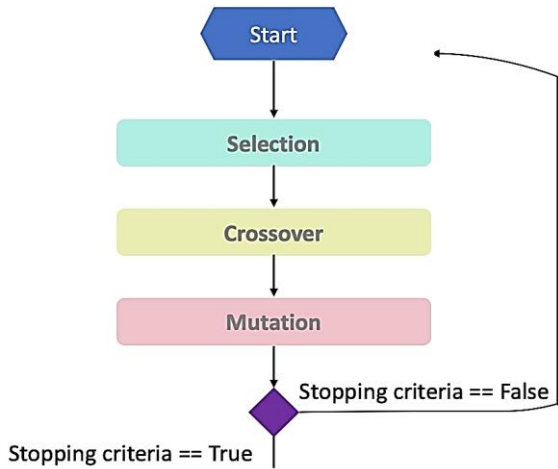 Start
Selection
Crossover
Mutation
Stopping criteria == False
Stopping criteria == True